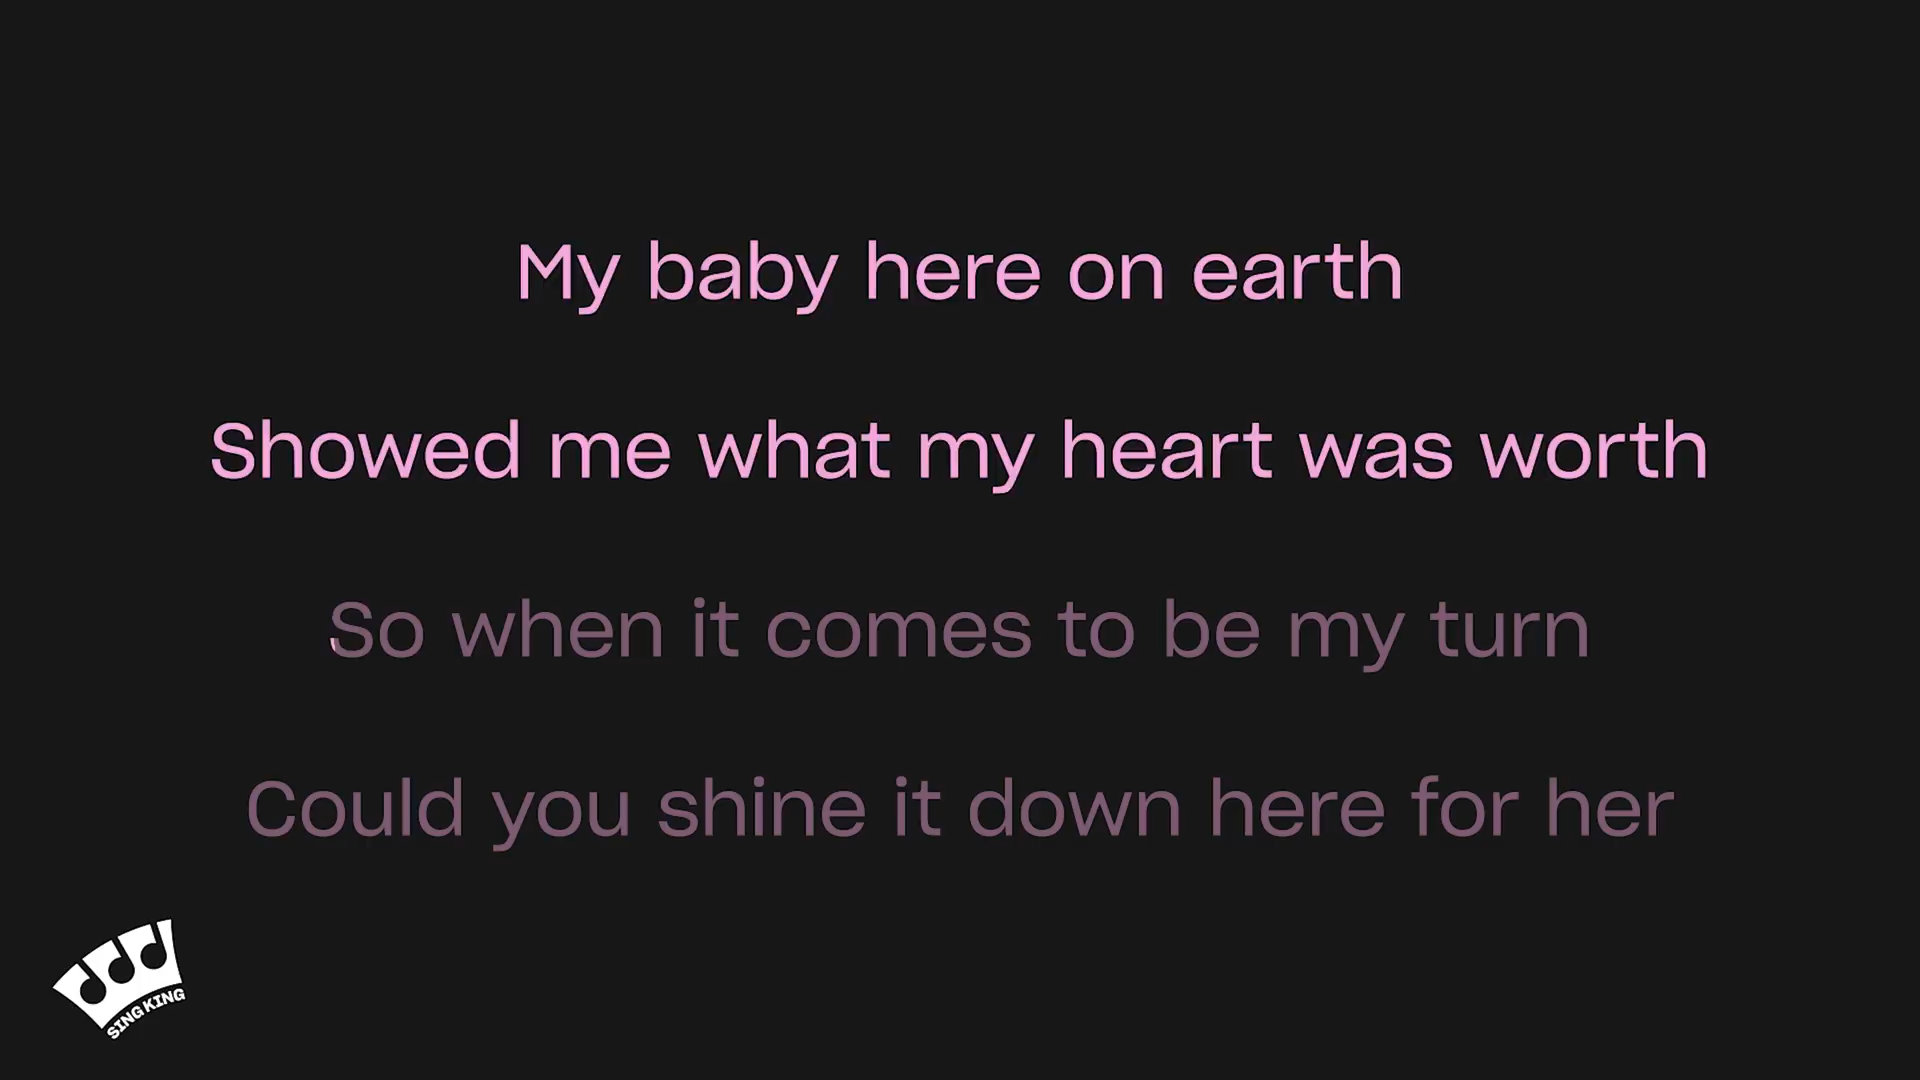 My baby here on earth
Showed me what my heart was worth
So when it comes to be my turn
Could you shine it down here for her
SING KING